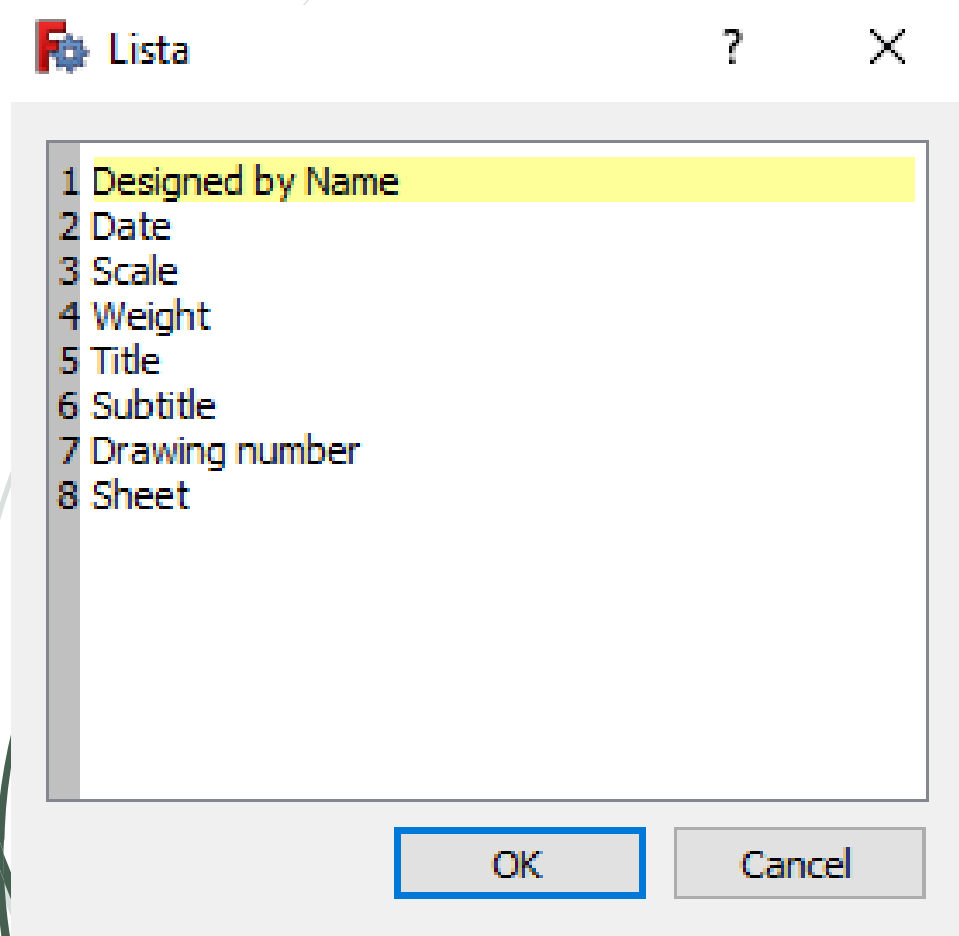 Lista ?
1 Designed by Name
2 Date
3 Scale
4 Weight
5 Title
6 Subtitle
7 Drawing number
8 Sheet
OK Cancel